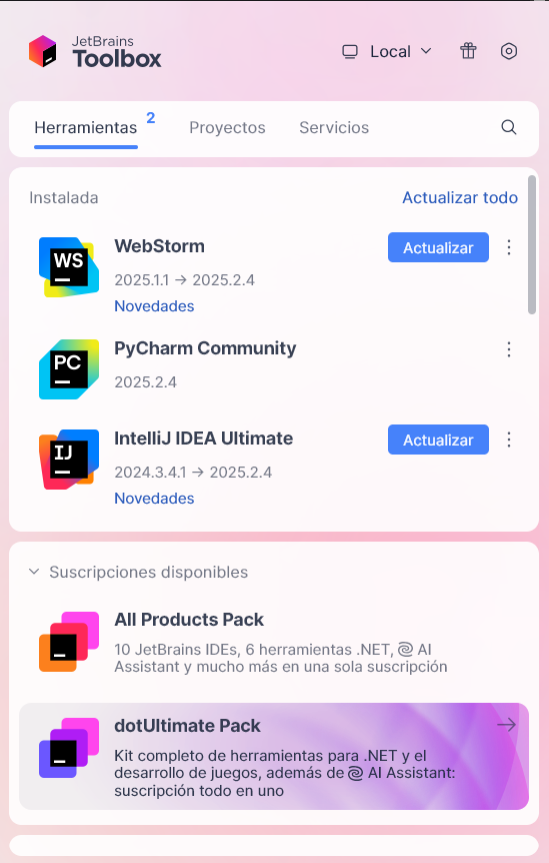 JetBrains
Toolbox
Local
Herramientas 2
Proyectos
Servicios
Instalada
Actualizar todo
WS
WebStorm
Actualizar
2025.1.1 → 2025.2.4
Novedades
PC
PyCharm Community
2025.2.4
IJ
IntelliJ IDEA Ultimate
Actualizar
2024.3.4.1 → 2025.2.4
Novedades
Suscripciones disponibles
All Products Pack
10 JetBrains IDEs, 6 herramientas .NET, AI
Assistant y mucho más en una sola suscripción
dotUltimate Pack
Kit completo de herramientas para .NET y el
desarrollo de juegos, además de AI Assistant:
suscripción todo en uno